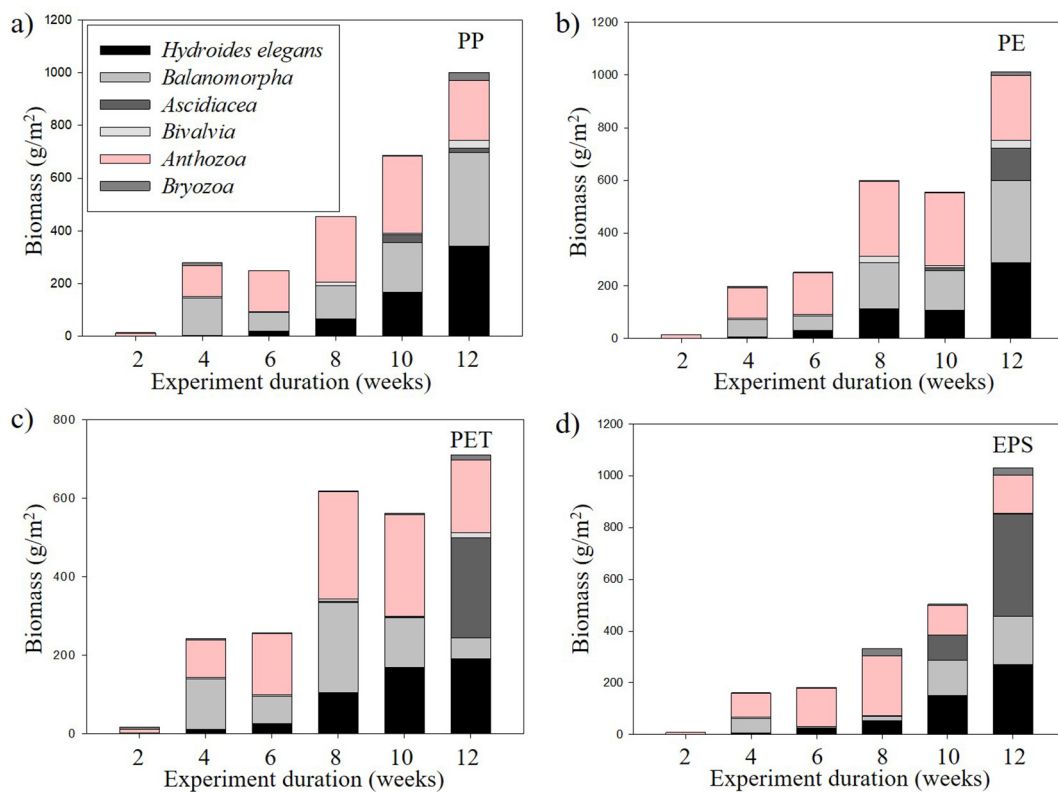 a)
1200
1000
800
600
400
200
0
Biomass (g/m²)
PP
Hydroides elegans
Balanomorpha
Ascidiacea
Bivalvia
Anthozoa
Bryozoa
2 4 6 8 10 12
Experiment duration (weeks)
b)
1200
1000
800
600
400
200
0
Biomass (g/m²)
PE
2 4 6 8 10 12
Experiment duration (weeks)
c)
800
600
400
200
0
Biomass (g/m²)
PET
2 4 6 8 10 12
Experiment duration (weeks)
d)
1200
1000
800
600
400
200
0
Biomass (g/m²)
EPS
2 4 6 8 10 12
Experiment duration (weeks)